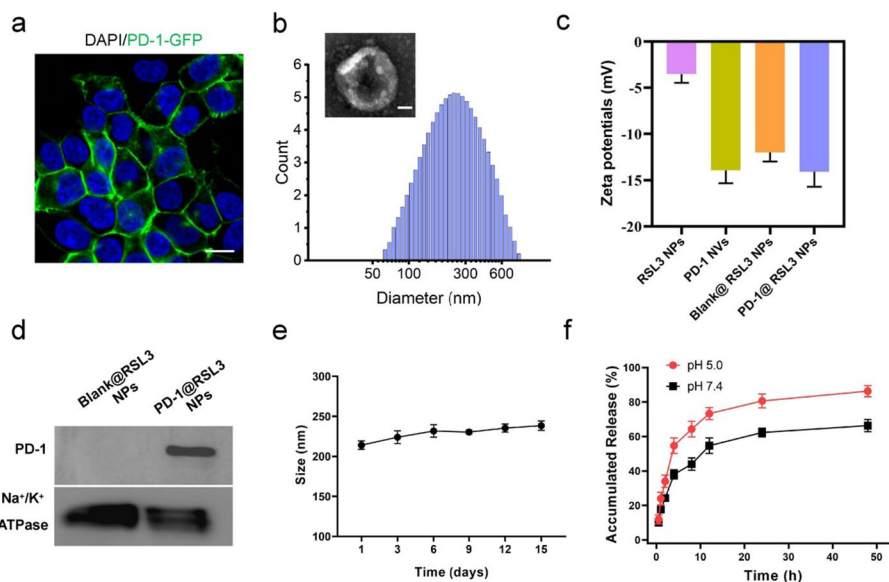 a
DAPI/PD-1-GFP
b
Count
6
5
4
3
2
1
0
50
100
300
600
Diameter (nm)
c
Zeta potentials (mV)
0
-5
-10
-15
-20
RSL3 NPs
PD-1 NVs
Blank@ RSL3 NPs
PD-1@ RSL3 NPs
d
Blank@RSL3
NPs
PD-1@RSL3
NPs
PD-1
Na⁺/K⁺
ATPase
e
Size (nm)
300
250
200
150
100
1
3
6
9
12
15
Time (days)
f
Accumulated Release (%)
100
80
60
40
20
0
pH 5.0
pH 7.4
0
10
20
30
40
50
Time (h)